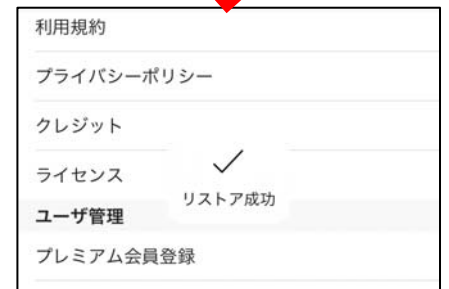 利用規約
プライバシーポリシー
クレジット
ライセンス
リストア成功
ユーザ管理
プレミアム会員登録